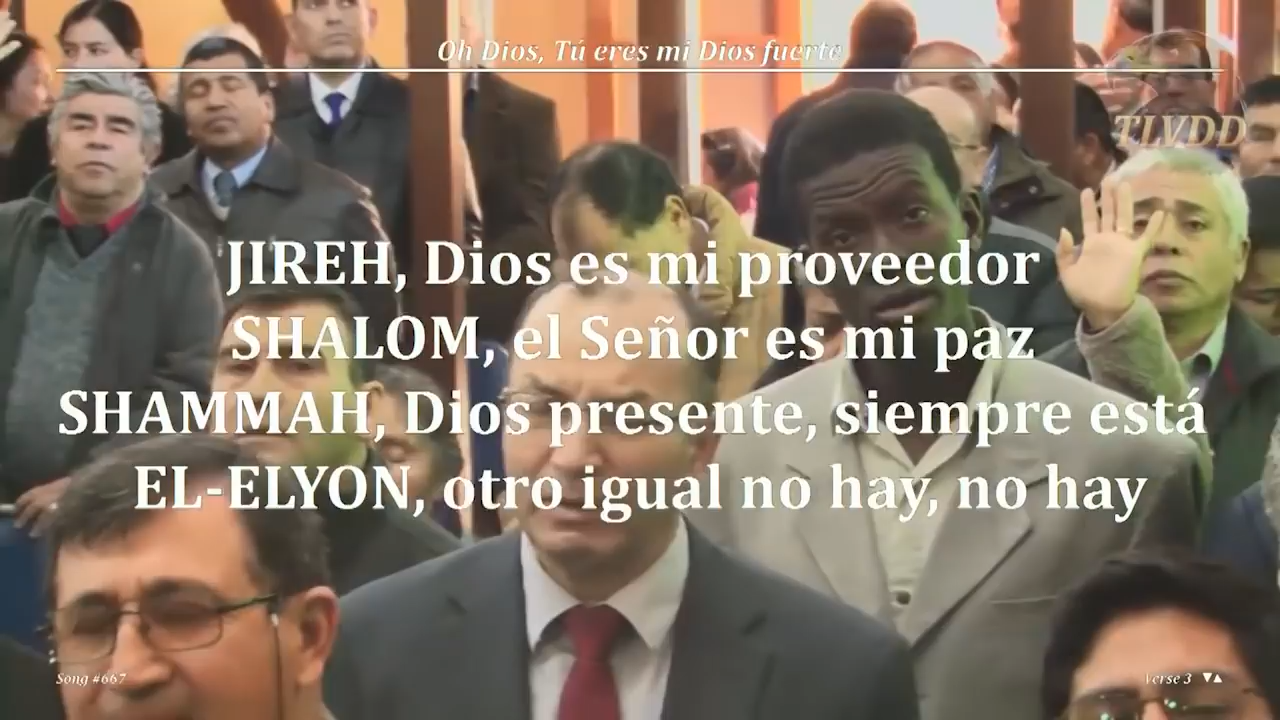 Oh Dios, Tú eres mi Dios fuerte
TLVDD
JIREH, Dios es mi proveedor
SHALOM, el Señor es mi paz
SHAMMAH, Dios presente, siempre está
EL-ELYON, otro igual no hay, no hay
Song #667
Verse 3 ▼▲